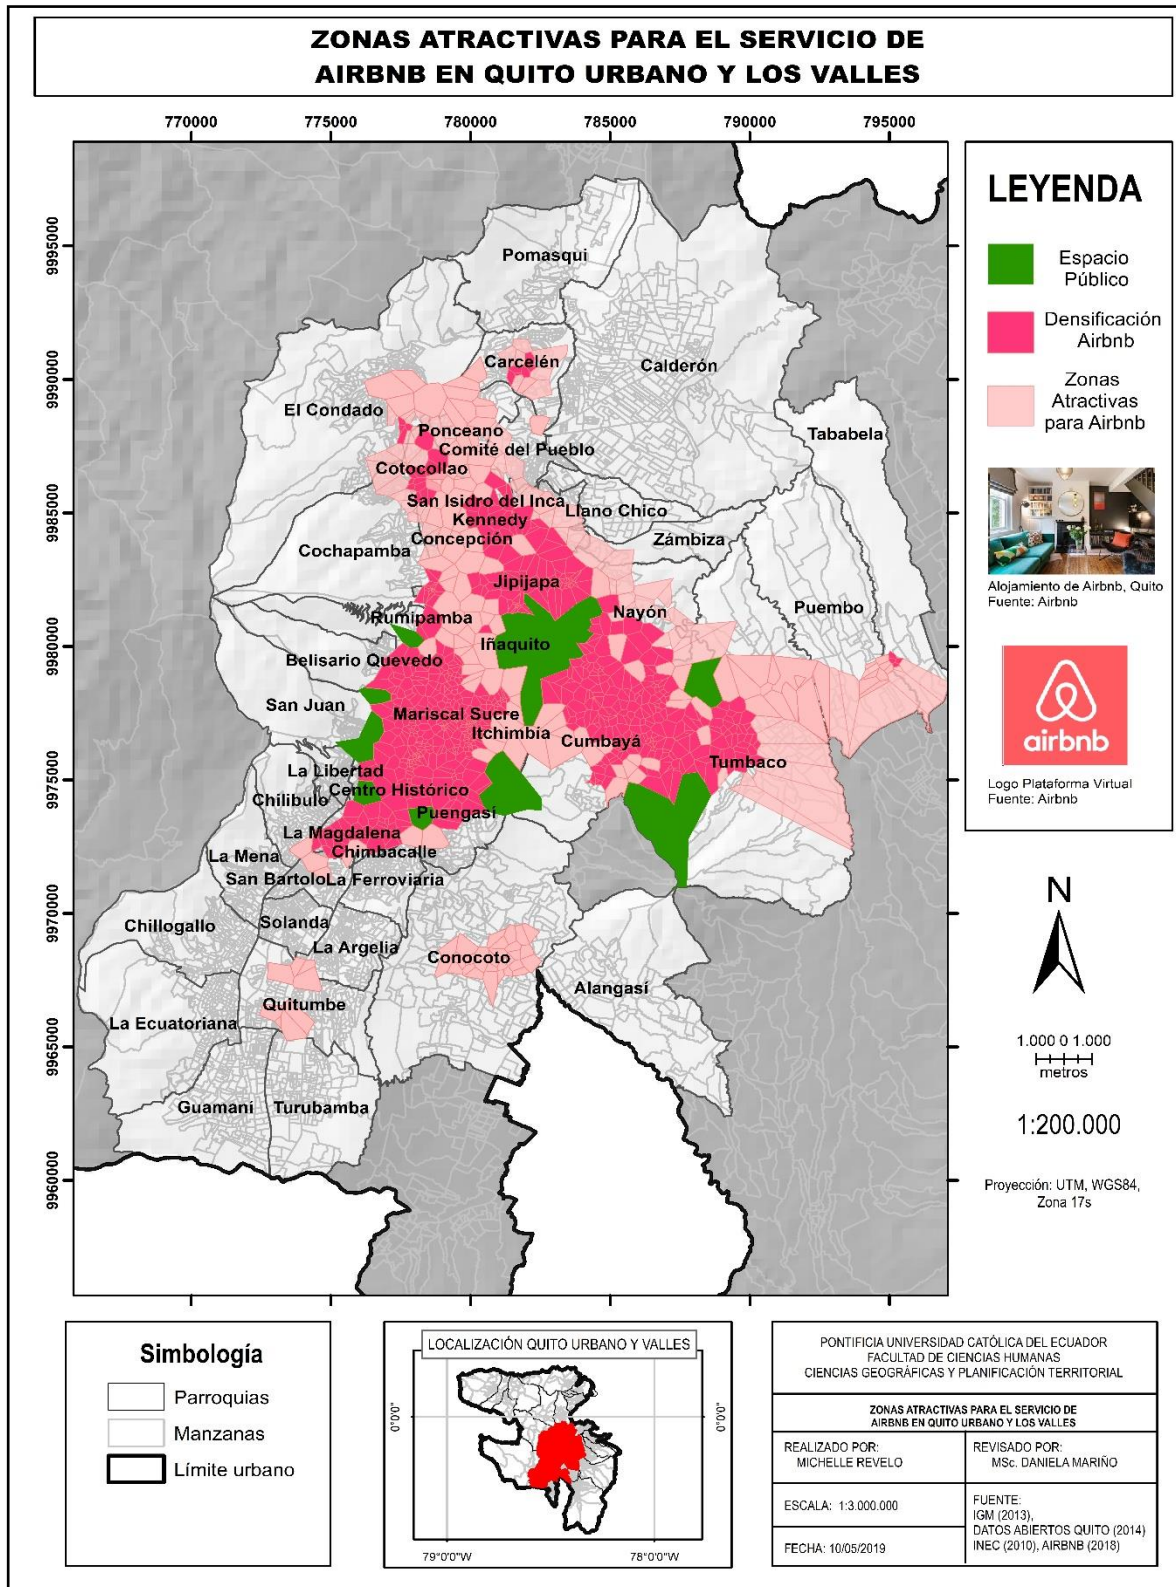 ZONAS ATRACTIVAS PARA EL SERVICIO DE
AIRBNB EN QUITO URBANO Y LOS VALLES
770000 775000 780000 785000 790000 795000
9995000
9990000
9985000
9980000
9975000
9970000
9965000
9960000
Pomasqui
Carcelén
Calderón
El Condado
Ponceano
Comité del Pueblo
Tababela
Cotocollao
San Isidro del Inca
Llano Chico
Kennedy
Concepción
Zámbiza
Cochapamba
Jipijapa
Nayón
Puembo
Rumipamba
Iñaquito
Belisario Quevedo
San Juan
Mariscal Sucre
Itchimbía
Cumbayá
Tumbaco
La Libertad
Centro Histórico
Chilibulo
Puengasí
La Magdalena
Chimbacalle
La Mena
San Bartolo
La Ferroviaria
Chillogallo
Solanda
La Argelia
Conocoto
Alangasí
Quitumbe
La Ecuatoriana
Guamaní
Turubamba
9995000
9990000
9985000
9980000
9975000
9970000
9965000
9960000
LEYENDA
Espacio
Público
Densificación
Airbnb
Zonas
Atractivas
para Airbnb
Alojamiento de Airbnb, Quito
Fuente: Airbnb
airbnb
Logo Plataforma Virtual
Fuente: Airbnb
N
1.000 0 1.000
metros
1:200.000
Proyección: UTM, WGS84,
Zona 17s
Simbología
Parroquias
Manzanas
Límite urbano
LOCALIZACIÓN QUITO URBANO Y VALLES
0°0'0"
0°0'0"
79°0'0"W 78°0'0"W
PONTIFICIA UNIVERSIDAD CATÓLICA DEL ECUADOR
FACULTAD DE CIENCIAS HUMANAS
CIENCIAS GEOGRÁFICAS Y PLANIFICACIÓN TERRITORIAL
ZONAS ATRACTIVAS PARA EL SERVICIO DE
AIRBNB EN QUITO URBANO Y LOS VALLES
REALIZADO POR:
MICHELLE REVELO
REVISADO POR:
MSc. DANIELA MARIÑO
ESCALA: 1:3.000.000
FECHA: 10/05/2019
FUENTE:
IGM (2013),
DATOS ABIERTOS QUITO (2014)
INEC (2010), AIRBNB (2018)